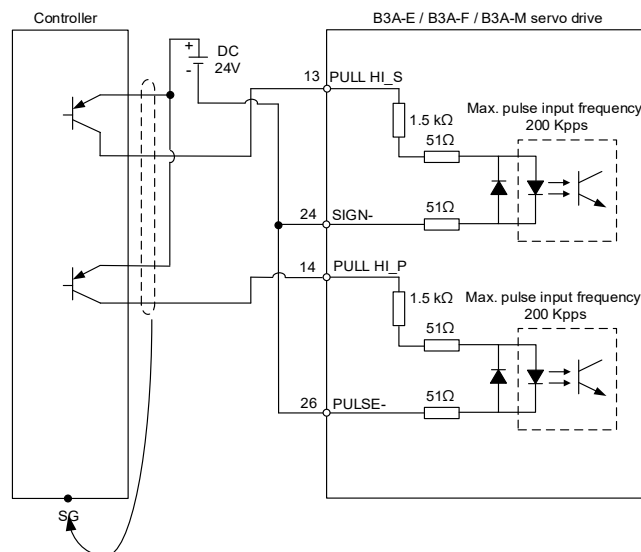 Controller
B3A-E / B3A-F / B3A-M servo drive
+
DC
24V
-
13
PULL HI_S
1.5 kΩ
51Ω
Max. pulse input frequency
200 Kpps
51Ω
24
SIGN-
14
PULL HI_P
1.5 kΩ
51Ω
Max. pulse input frequency
200 Kpps
51Ω
26
PULSE-
SG